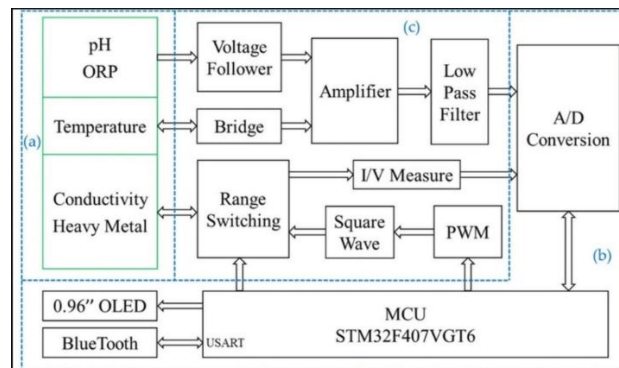 (a)
pH
ORP
Temperature
Conductivity
Heavy Metal
(c)
Voltage
Follower
Bridge
Amplifier
Low
Pass
Filter
I/V Measure
Range
Switching
Square
Wave
PWM
A/D
Conversion
(b)
0.96″ OLED
BlueTooth
USART
MCU
STM32F407VGT6